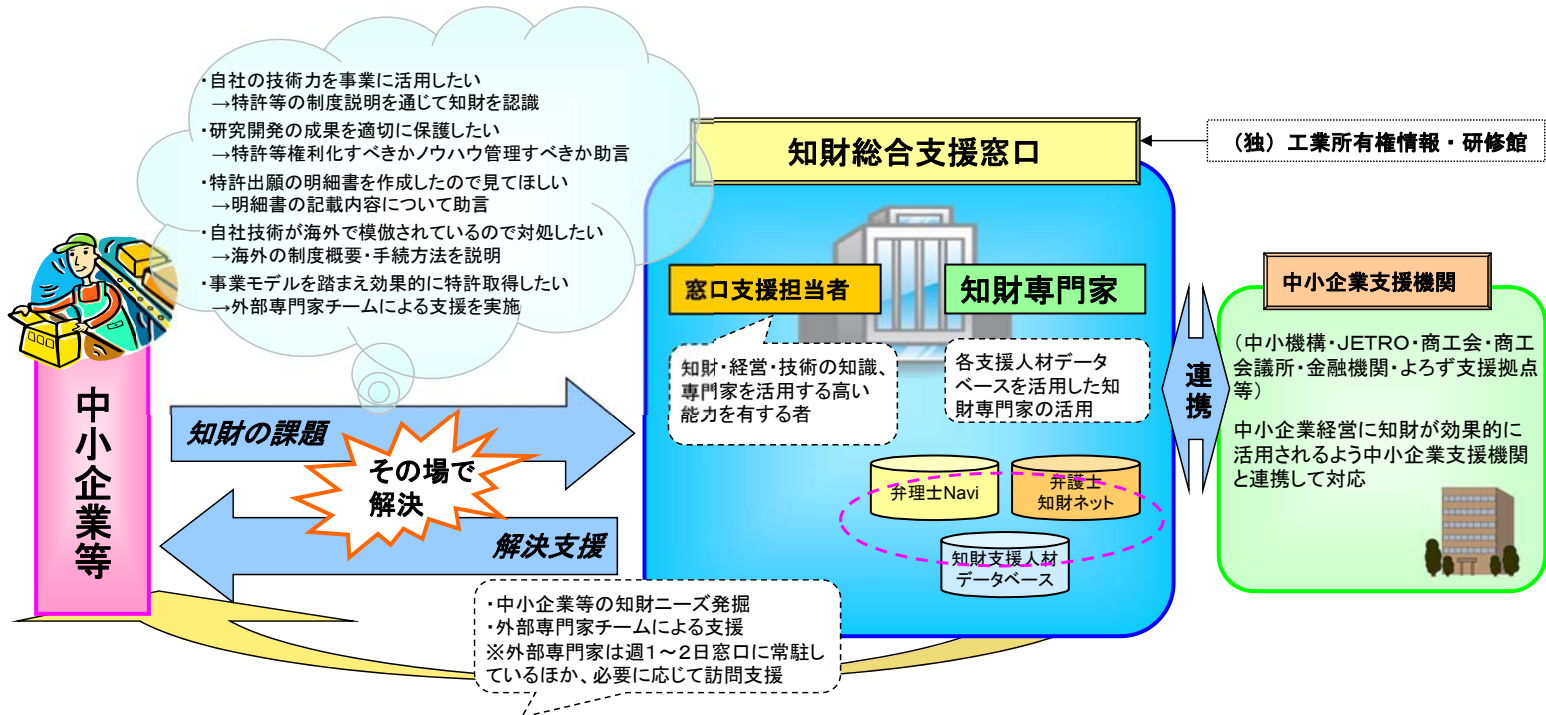 ・自社の技術力を事業に活用したい
→特許等の制度説明を通じて知財を認識
・研究開発の成果を適切に保護したい
→特許等権利化すべきかノウハウ管理すべきか助言
・特許出願の明細書を作成したので見てほしい
→明細書の記載内容について助言
・自社技術が海外で模倣されているので対処したい
→海外の制度概要・手続方法を説明
・事業モデルを踏まえ効果的に特許取得したい
→外部専門家チームによる支援を実施
中小企業等
知財の課題
その場で
解決
解決支援
知財総合支援窓口
（独）工業所有権情報・研修館
窓口支援担当者
知財・経営・技術の知識、
専門家を活用する高い
能力を有する者
知財専門家
各支援人材データ
ベースを活用した知
財専門家の活用
弁理士Navi
弁護士
知財ネット
知財支援人材
データベース
・中小企業等の知財ニーズ発掘
・外部専門家チームによる支援
※外部専門家は週１～２日窓口に常駐し
ているほか、必要に応じて訪問支援
連携
中小企業支援機関
（中小機構・JETRO・商工会・商工
会議所・金融機関・よろず支援拠点
等）
中小企業経営に知財が効果的に
活用されるよう中小企業支援機関
と連携して対応